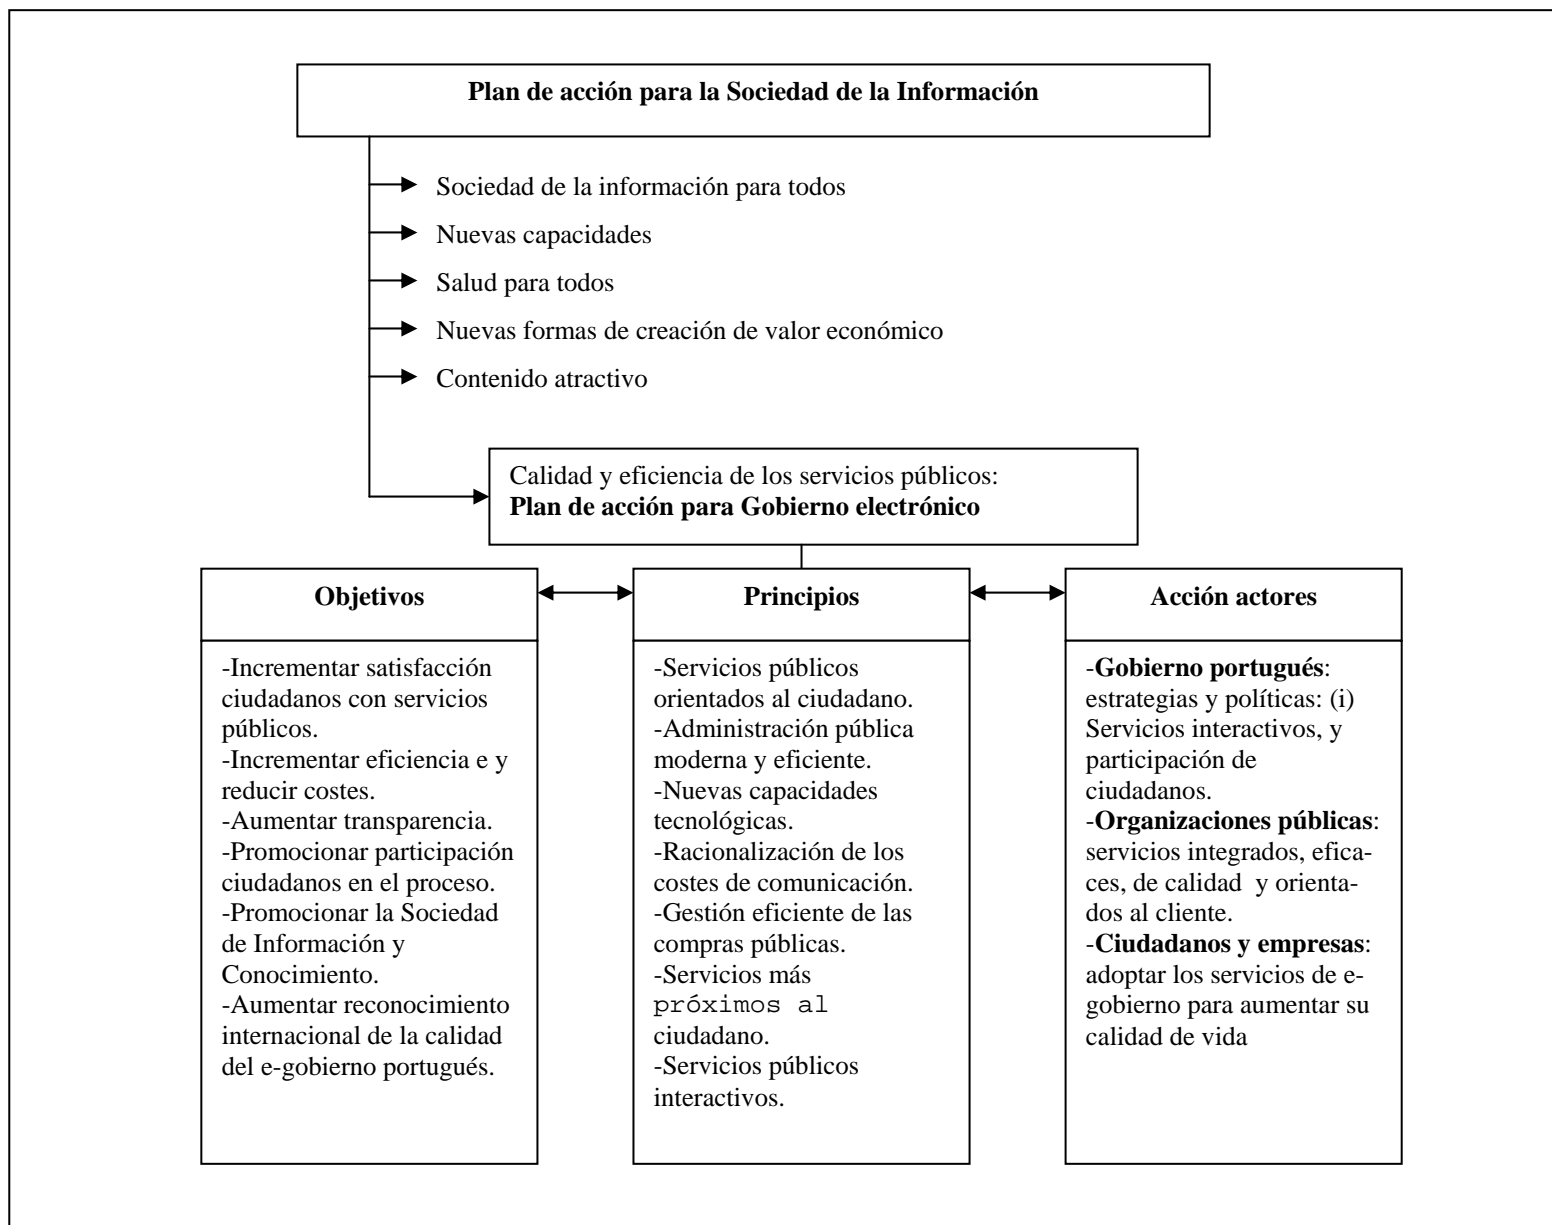 Plan de acción para la Sociedad de la Información
Sociedad de la información para todos
Nuevas capacidades
Salud para todos
Nuevas formas de creación de valor económico
Contenido atractivo
Calidad y eficiencia de los servicios públicos:
Plan de acción para Gobierno electrónico
Objetivos
-Incrementar satisfacción
ciudadanos con servicios
públicos.
-Incrementar eficiencia e y
reducir costes.
-Aumentar transparencia.
-Promocionar participación
ciudadanos en el proceso.
-Promocionar la Sociedad
de Información y
Conocimiento.
-Aumentar reconocimiento
internacional de la calidad
del e-gobierno portugués.
Principios
-Servicios públicos
orientados al ciudadano.
-Administración pública
moderna y eficiente.
-Nuevas capacidades
tecnológicas.
-Racionalización de los
costes de comunicación.
-Gestión eficiente de las
compras públicas.
-Servicios más
próximos al
ciudadano.
-Servicios públicos
interactivos.
Acción actores
-Gobierno portugués:
estrategias y políticas: (i)
Servicios interactivos, y
participación de
ciudadanos.
-Organizaciones públicas:
servicios integrados, efica-
ces, de calidad  y orienta-
dos al cliente.
-Ciudadanos y empresas:
adoptar los servicios de e-
gobierno para aumentar su
calidad de vida